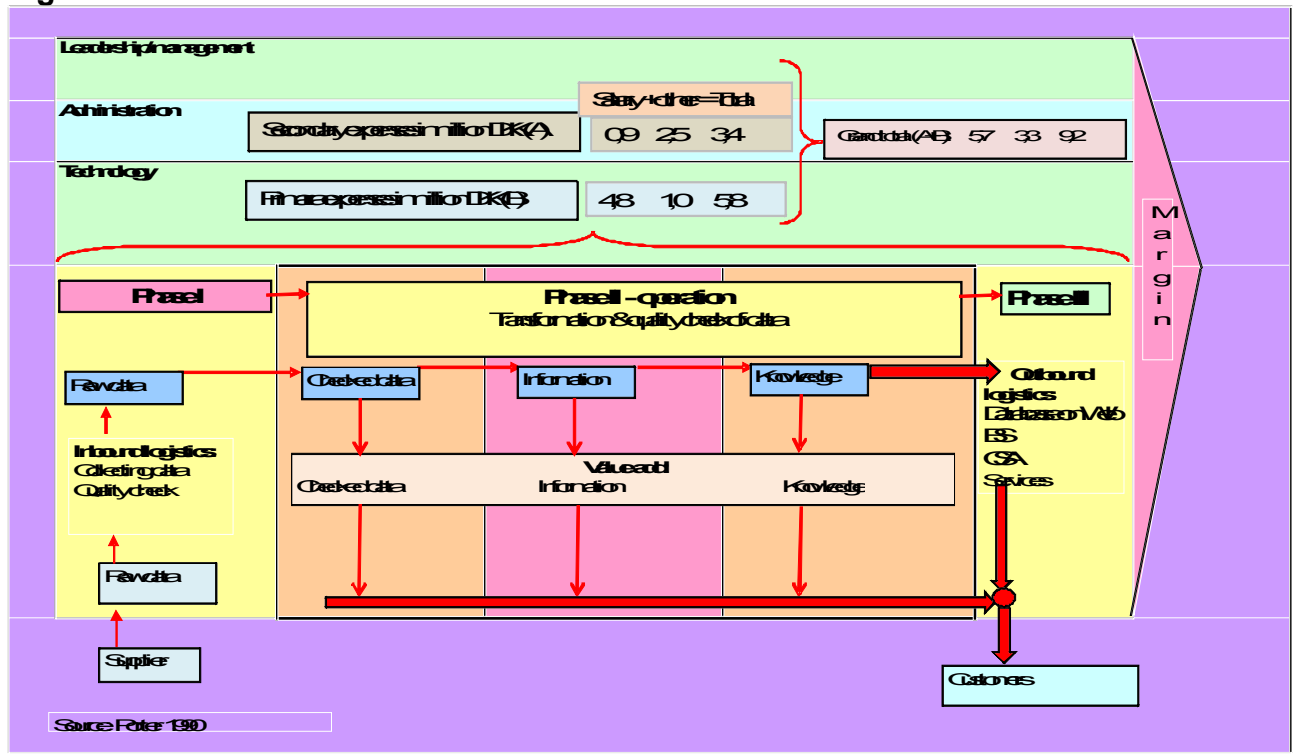 Leadership/management
Salary + other = Total
Administration
Secondary expenses in million DKK (A)
0,9 2,5 3,4
Grand total (A+B) 5,7 3,3 9,2
Technology
expenses in million DKK (B)
4,8 1,0 5,8
Margin
Phase I
Phase II - operation
Phase III
Transformation & quality check of data
Raw data
Checked data
Information
Knowledge
Outbound
logistics
Database on Web
Services
Inbound logistics
Collecting data
Quality check
Value add
Checked data
Information
Knowledge
Raw data
Supplier
Customers
Source: Porter 1990